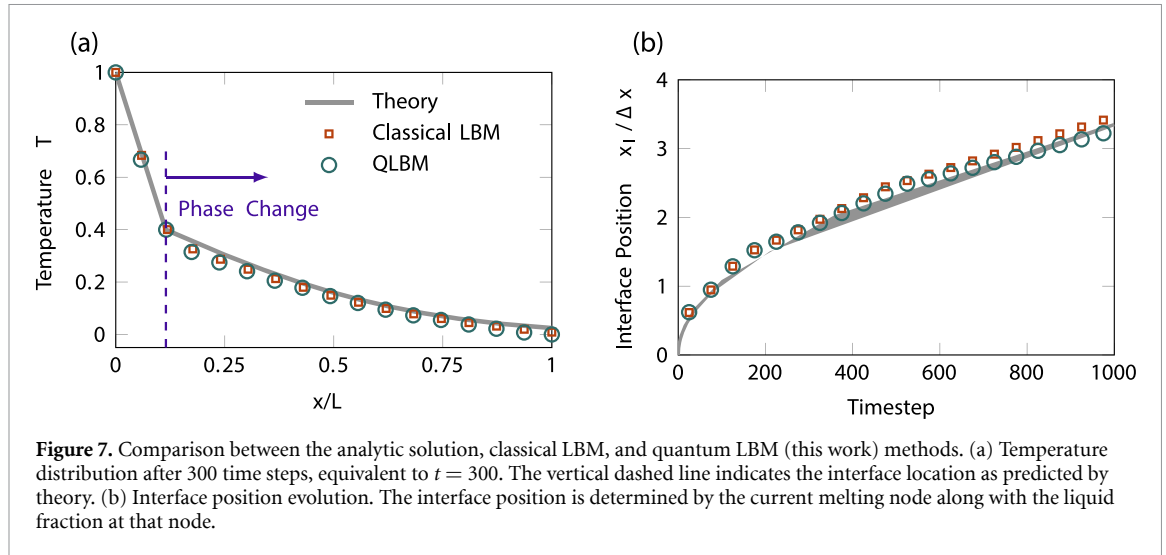 (a)
1
0.8
0.6
0.4
0.2
0
Temperature T
0
0.25
0.5
0.75
1
x/L
Theory
Classical LBM
QLBM
Phase Change
(b)
4
3
2
1
0
Interface Position x_I / Δ x
0
200
400
600
800
1000
Timestep
Figure 7. Comparison between the analytic solution, classical LBM, and quantum LBM (this work) methods. (a) Temperature
distribution after 300 time steps, equivalent to t = 300. The vertical dashed line indicates the interface location as predicted by
theory. (b) Interface position evolution. The interface position is determined by the current melting node along with the liquid
fraction at that node.